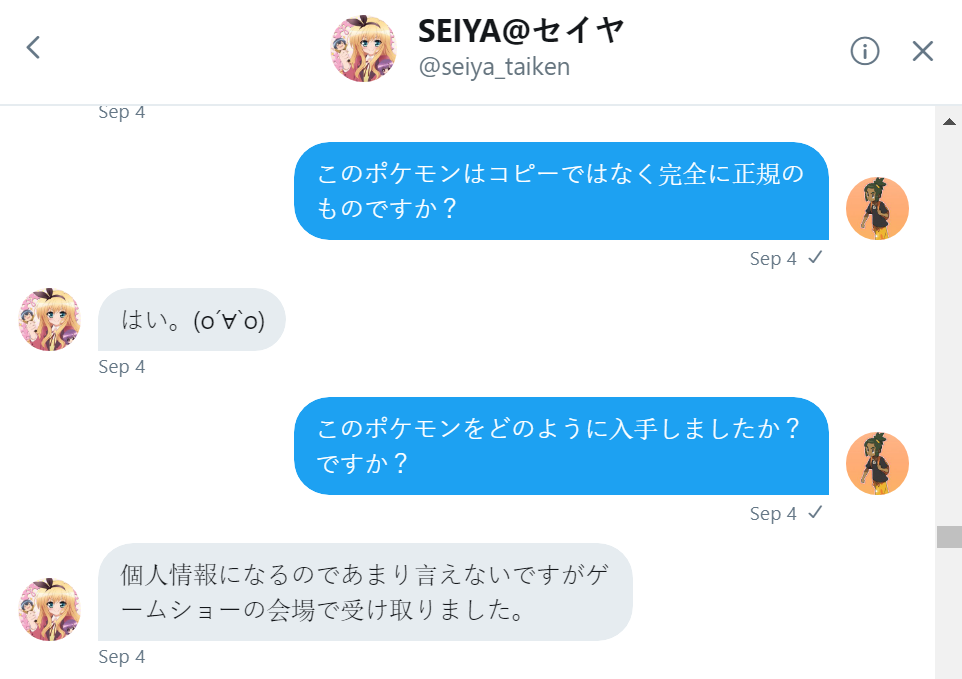 SEIYA@セイヤ
@seiya_taiken
Sep 4
このポケモンはコピーではなく完全に正規の
ものですか？
Sep 4 ✓
はい。(o´∀`o)
Sep 4
このポケモンをどのように入手しましたか？
ですか？
Sep 4 ✓
個人情報になるのであまり言えないですがゲ
ームショーの会場で受け取りました。
Sep 4